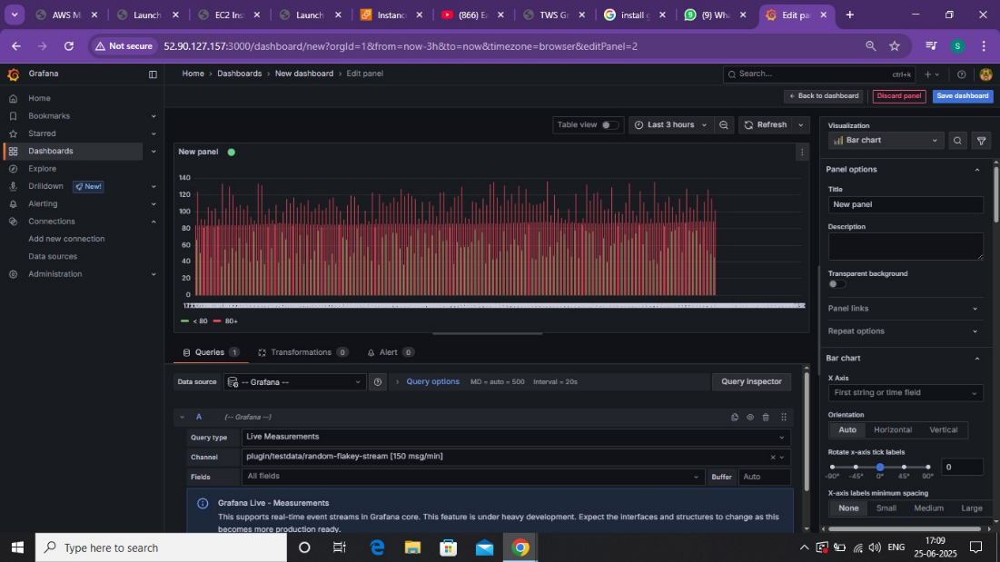 AWS M
Launch
EC2 Ins
Launch
Instanc
(866) Ea
TWS Gr
install g
(9) Wha
Edit pa
Not secure
52.90.127.157:3000/dashboard/new?orgId=1&from=now-3h&to=now&timezone=browser&editPanel=2
S
Grafana
Home › Dashboards › New dashboard › Edit panel
Search...
ctrl+k
Back to dashboard
Discard panel
Save dashboard
Home
Bookmarks
Starred
Dashboards
Explore
Drilldown
New!
Alerting
Connections
Add new connection
Data sources
Administration
Table view
Last 3 hours
Refresh
New panel
140
120
100
80
60
40
20
0
< 80
80+
Queries 1
Transformations 0
Alert 0
Data source
-- Grafana --
Query options
MD = auto = 500
Interval = 20s
Query inspector
A
(-- Grafana --)
Query type
Live Measurements
Channel
plugin/testdata/random-flakey-stream [150 msg/min]
Fields
All fields
Buffer
Auto
Grafana Live - Measurements
This supports real-time event streams in Grafana core. This feature is under heavy development. Expect the interfaces and structures to change as this
becomes more production ready.
Visualization
Bar chart
Panel options
Title
New panel
Description
Transparent background
Panel links
Repeat options
Bar chart
X Axis
First string or time field
Orientation
Auto
Horizontal
Vertical
Rotate x-axis tick labels
-90° -45° 0° 45° 90°
0
X-axis labels minimum spacing
None
Small
Medium
Large
Type here to search
ENG
17:09
25-06-2025